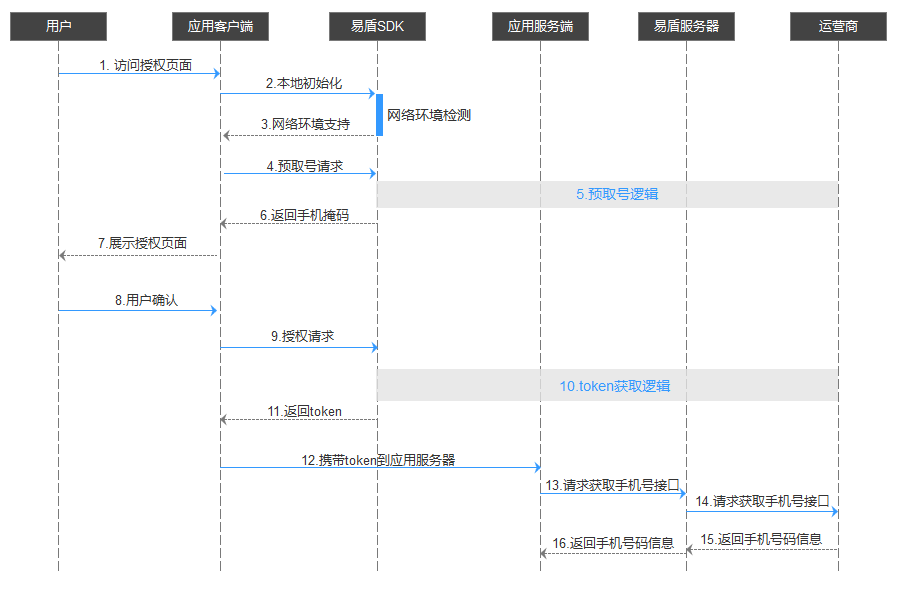 用户
应用客户端
易盾SDK
应用服务端
易盾服务器
运营商
1. 访问授权页面
2.本地初始化
网络环境检测
3.网络环境支持
4.预取号请求
5.预取号逻辑
6.返回手机掩码
7.展示授权页面
8.用户确认
9.授权请求
10.token获取逻辑
11.返回token
12.携带token到应用服务器
13.请求获取手机号接口
14.请求获取手机号接口
15.返回手机号码信息
16.返回手机号码信息